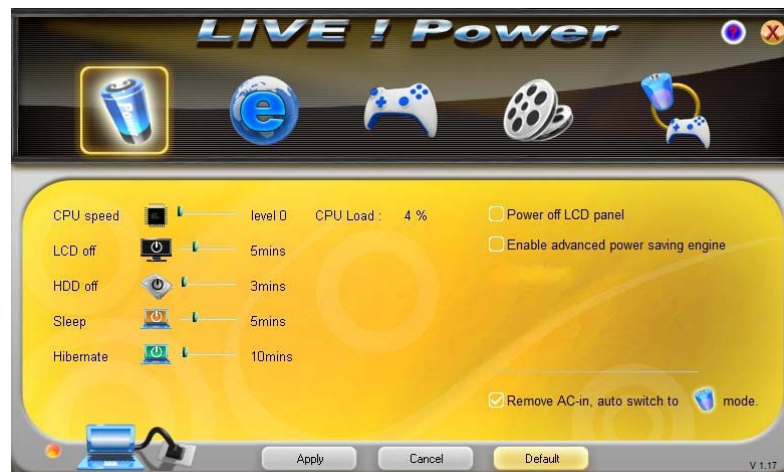 LIVE ! Power
Power
CPU speed level 0 CPU Load : 4 %
Power off LCD panel
LCD off 5mins
Enable advanced power saving engine
HDD off 3mins
Sleep 5mins
Hibernate 10mins
Remove AC-in, auto switch to mode.
Apply Cancel Default
V 1.17